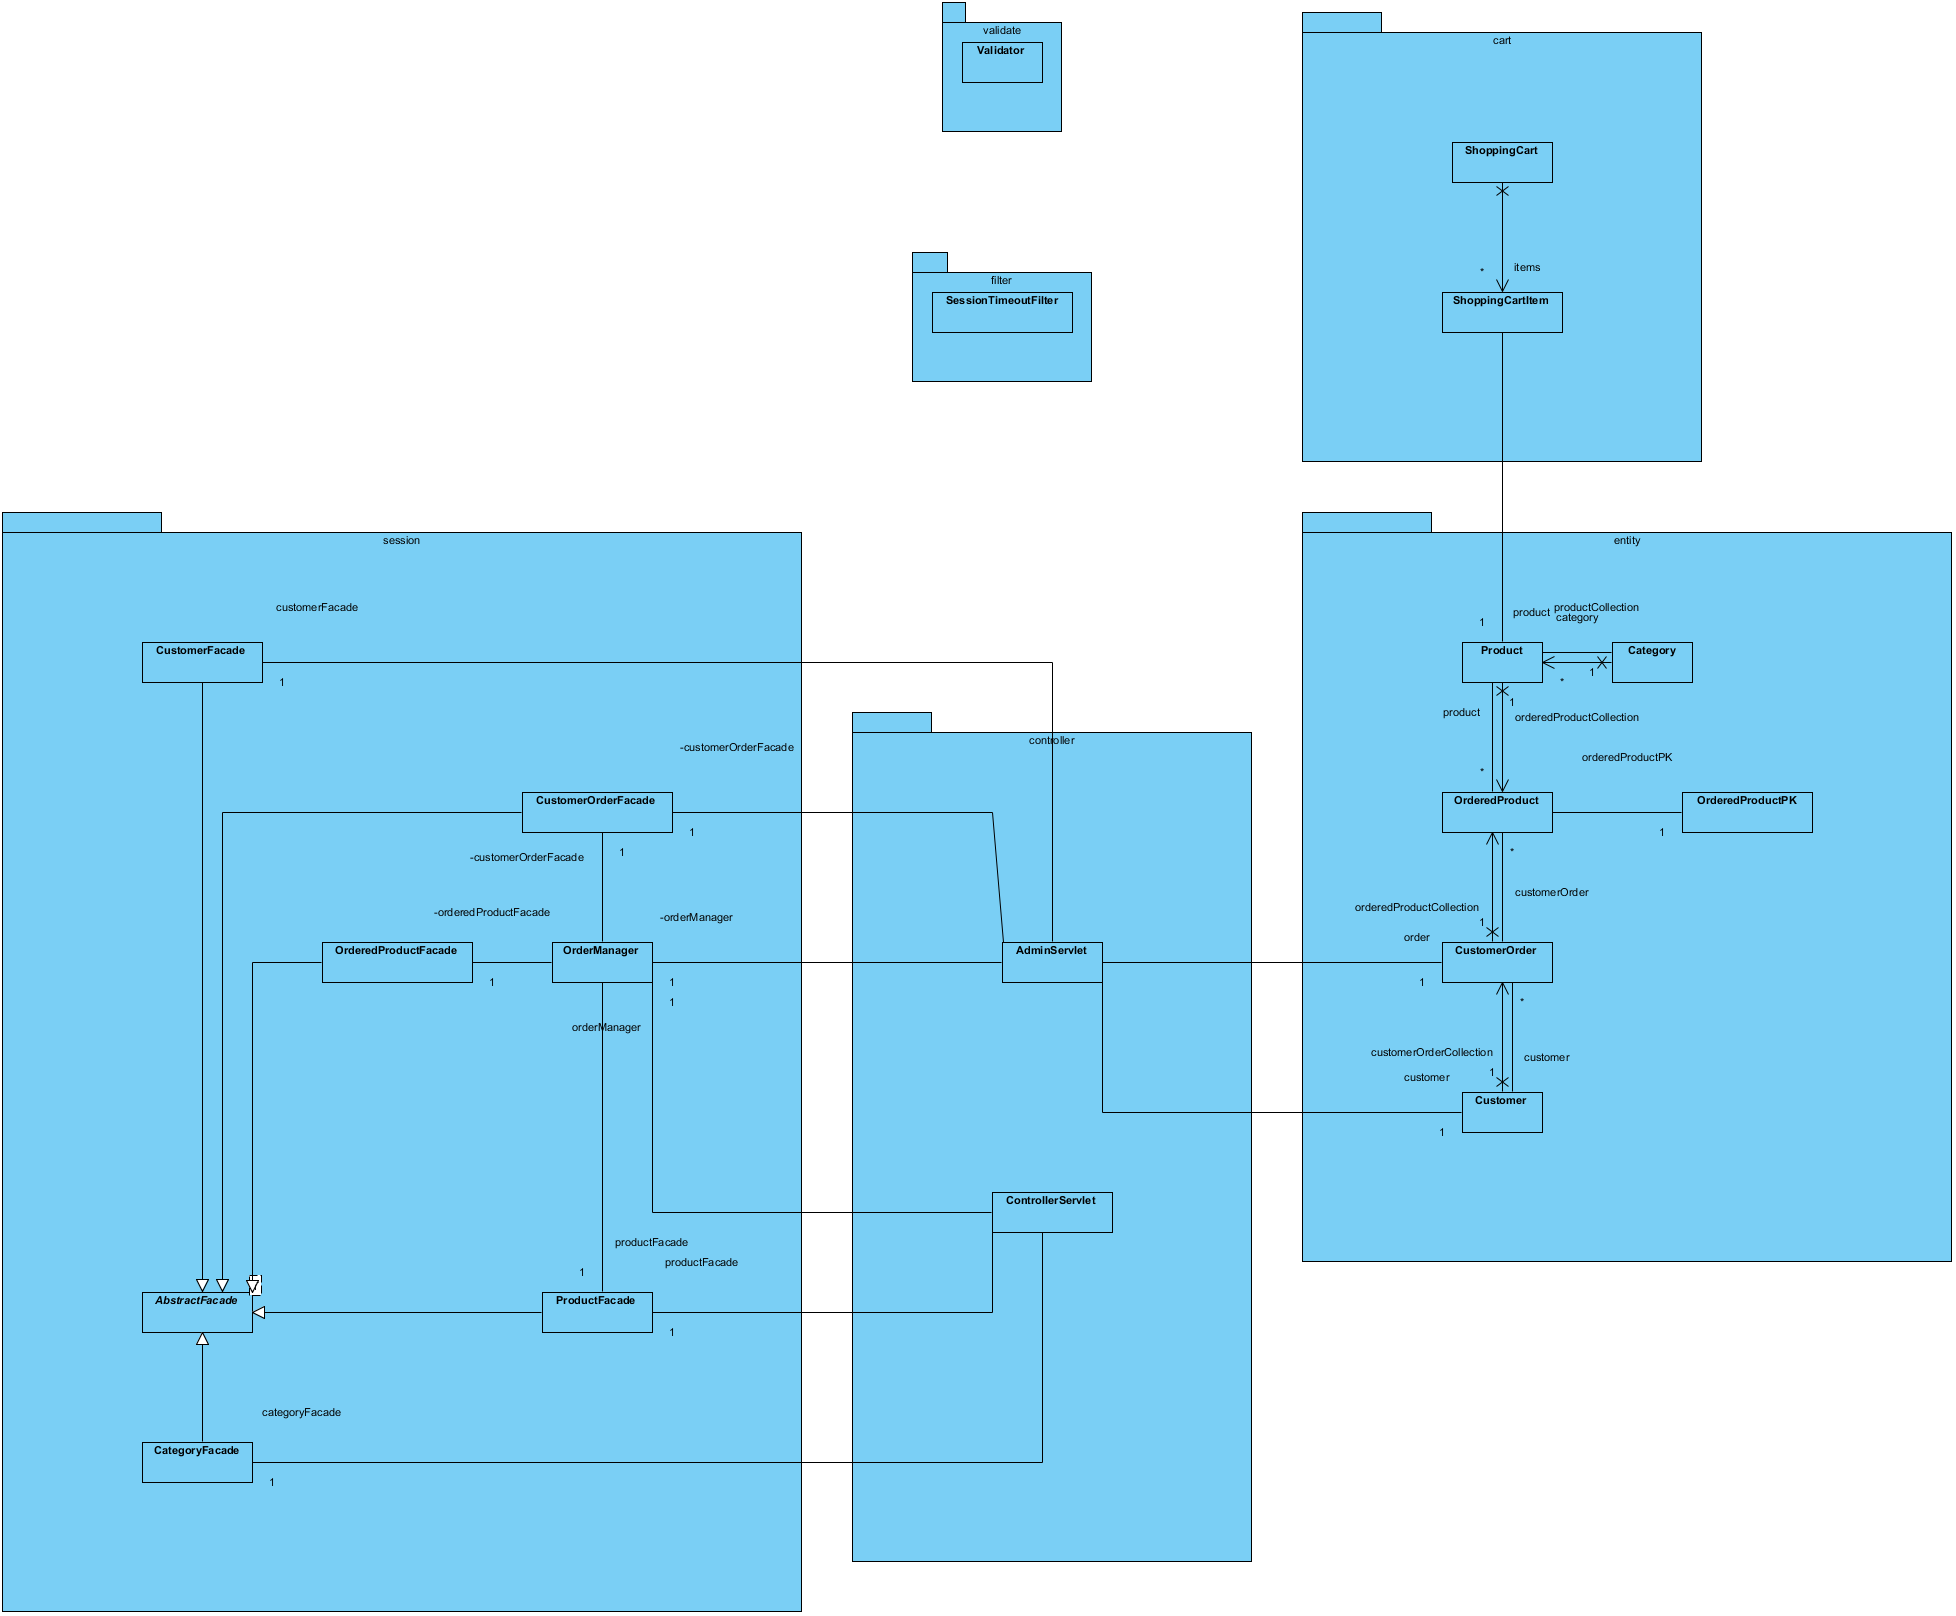 validate
Validator
cart
ShoppingCart
*
items
filter
SessionTimeoutFilter
ShoppingCartItem
session
entity
customerFacade
product
productCollection
category
1
CustomerFacade
Product
Category
1
1
*
1
product
orderedProductCollection
controller
-customerOrderFacade
orderedProductPK
*
CustomerOrderFacade
OrderedProduct
OrderedProductPK
1
1
1
*
-customerOrderFacade
customerOrder
-orderedProductFacade
-orderManager
orderedProductCollection
1
order
OrderedProductFacade
OrderManager
AdminServlet
CustomerOrder
1
1
1
1
*
orderManager
customerOrderCollection
customer
1
customer
Customer
1
ControllerServlet
productFacade
productFacade
1
AbstractFacade
ProductFacade
1
categoryFacade
CategoryFacade
1